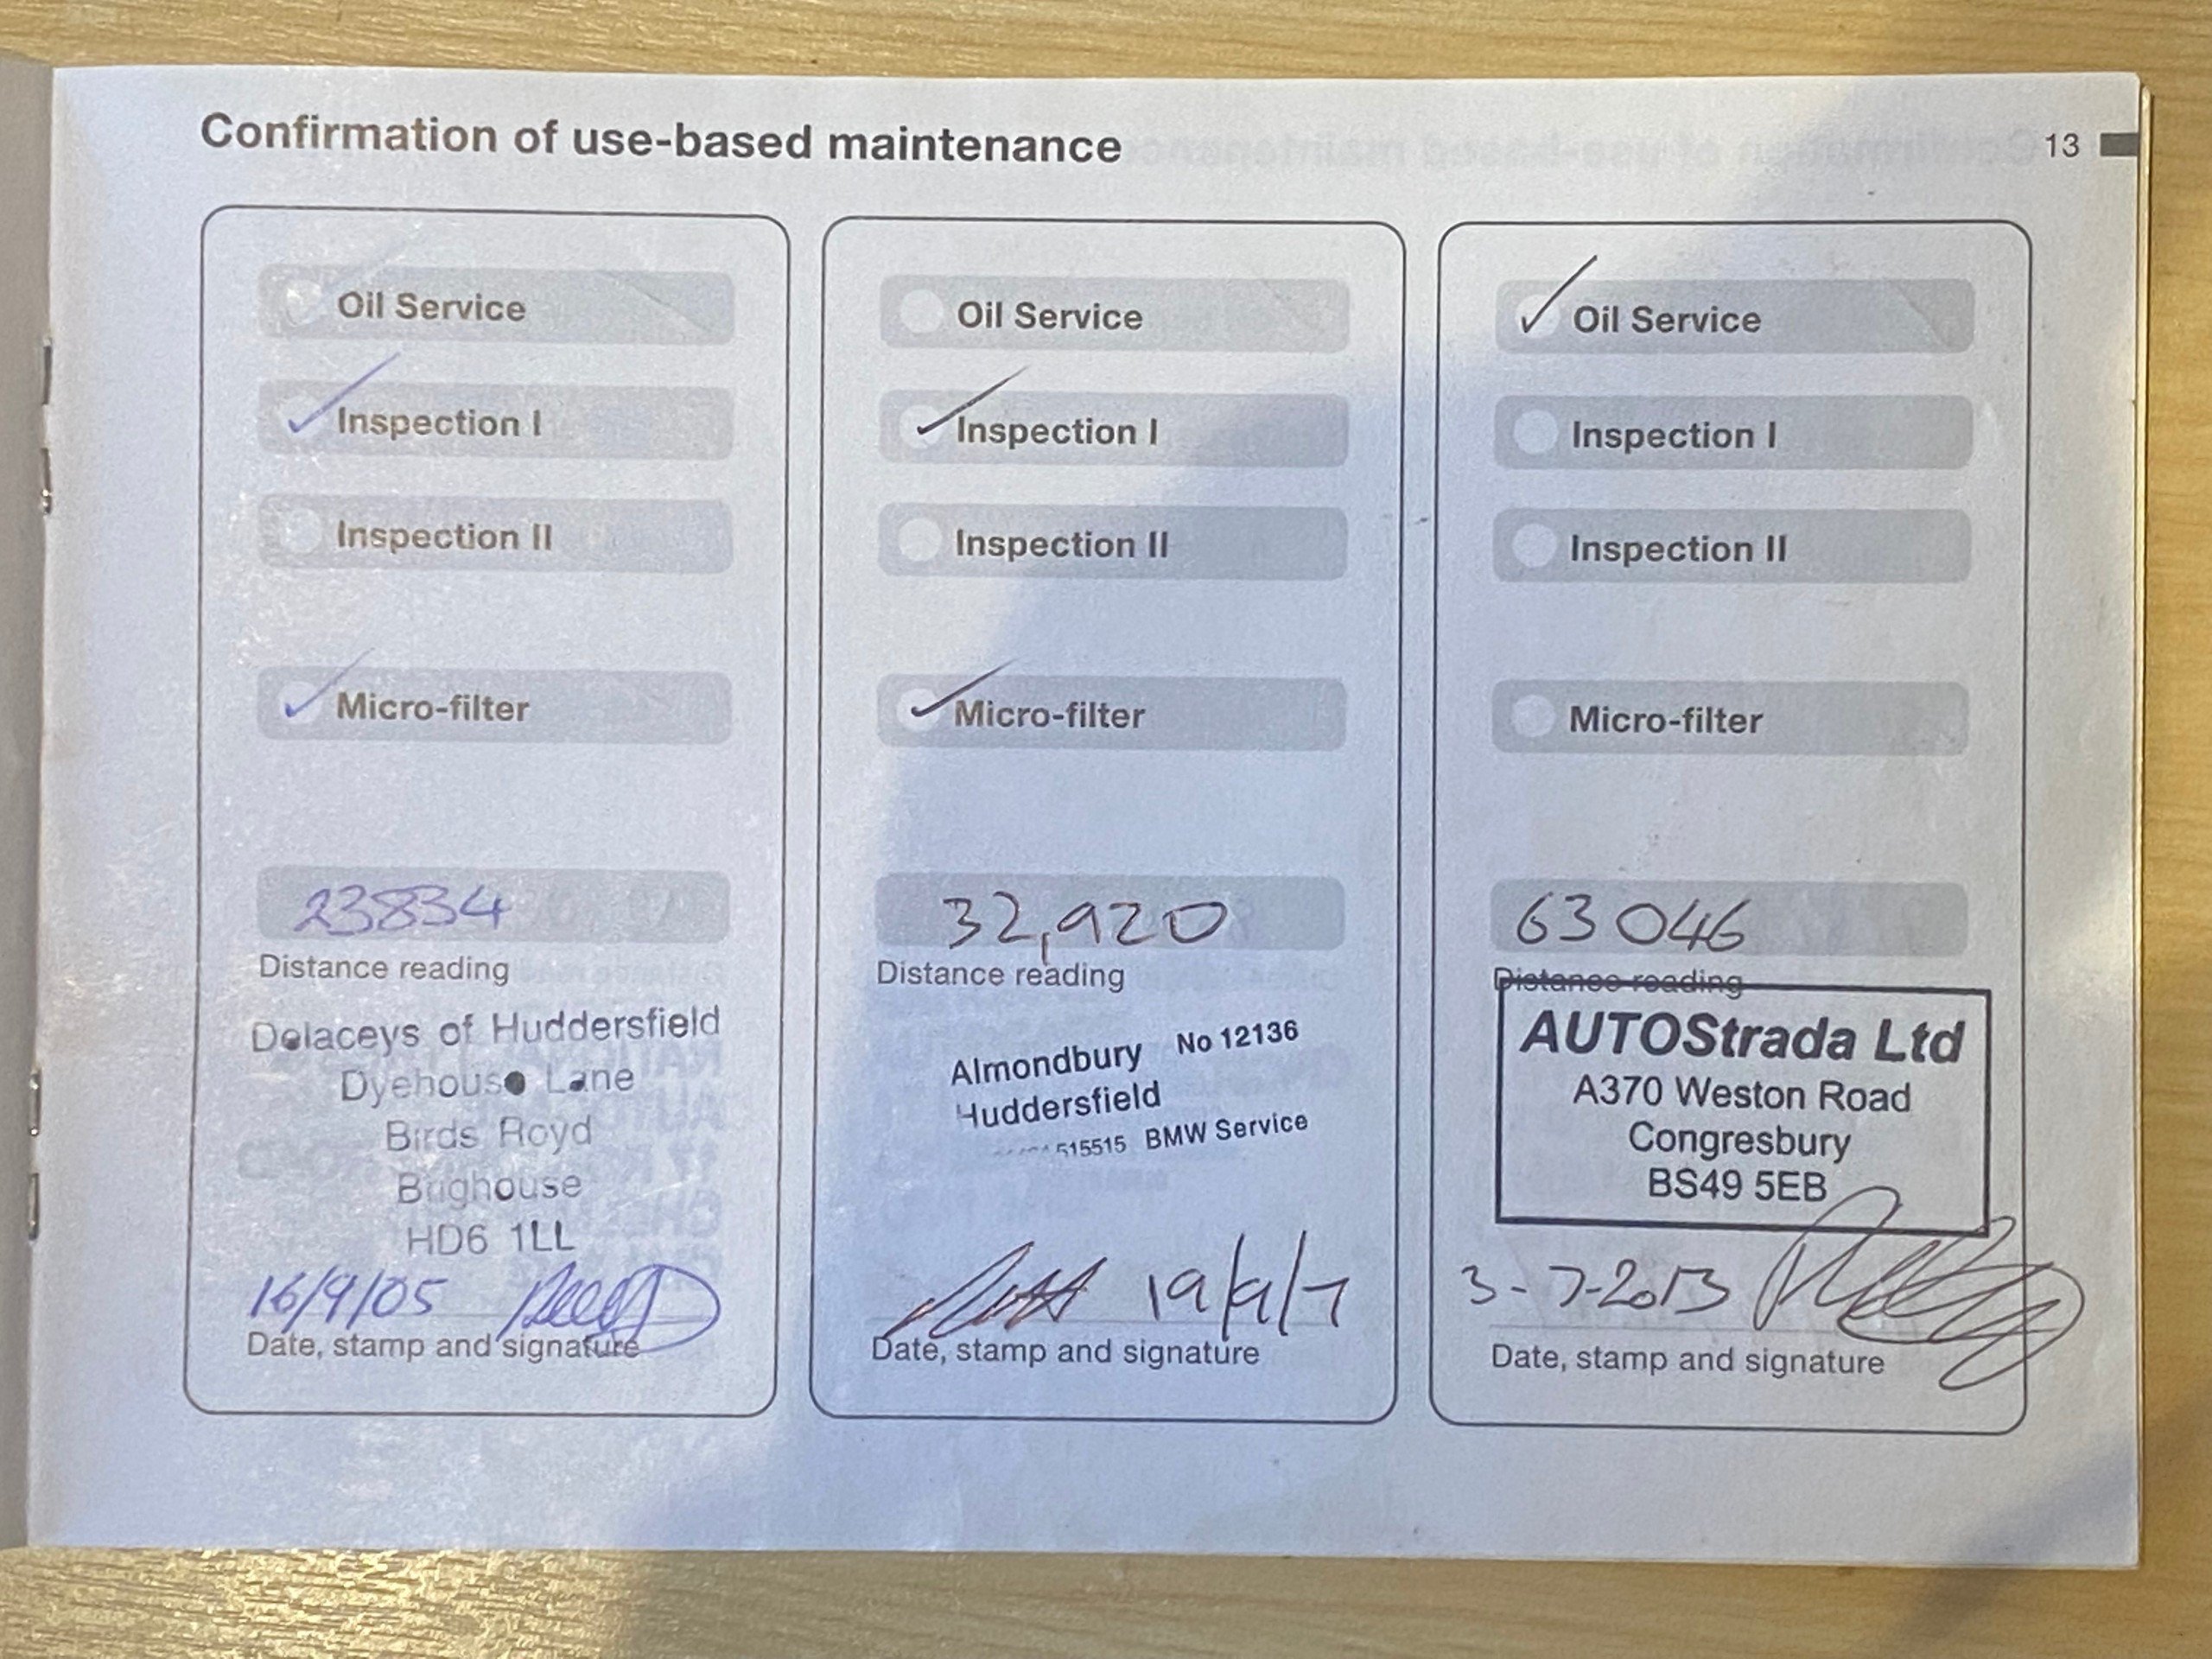 Confirmation of use-based maintenance
13
Oil Service
Inspection I
Inspection II
Micro-filter
23834
Distance reading
Delaceys of Huddersfield
Dyehouse Lane
Birds Royd
Brighouse
HD6 1LL
16/9/05
Date, stamp and signature
Oil Service
Inspection I
Inspection II
Micro-filter
32,920
Distance reading
No 12136
Almondbury
Huddersfield
515515 BMW Service
19/9/7
Date, stamp and signature
Oil Service
Inspection I
Inspection II
Micro-filter
63046
Distance reading
AUTOStrada Ltd
A370 Weston Road
Congresbury
BS49 5EB
3-7-2013
Date, stamp and signature